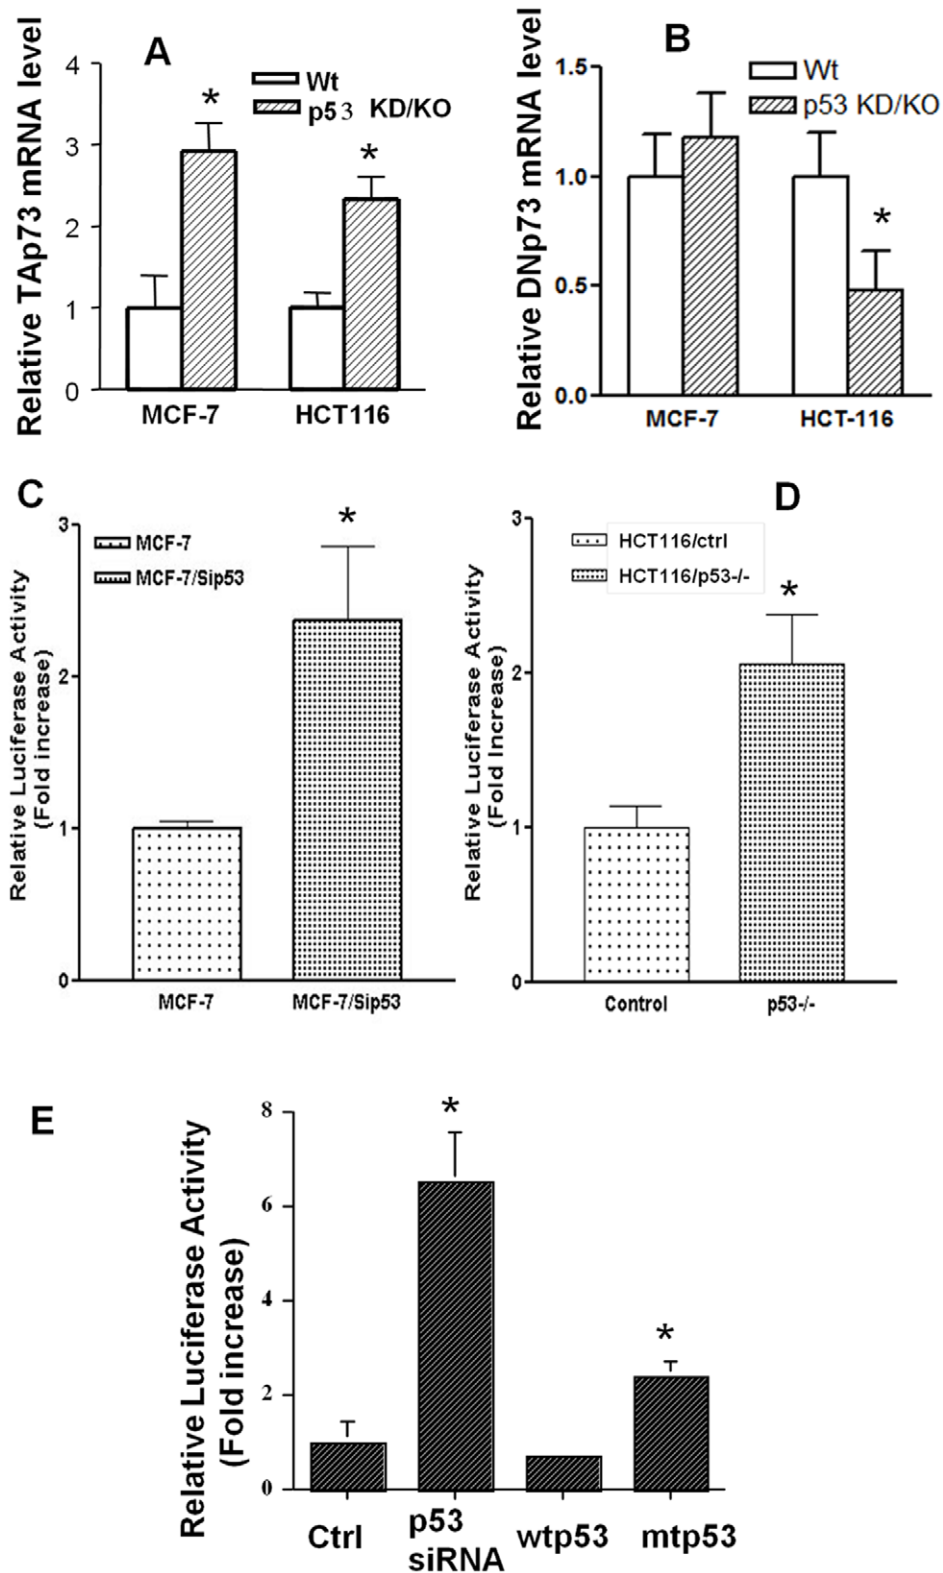 A
Relative TAp73 mRNA level
4
3
2
1
0
Wt
p53 KD/KO
*
*
MCF-7
HCT116
B
Relative DNp73 mRNA level
1.5
1.0
0.5
0.0
Wt
p53 KD/KO
*
MCF-7
HCT-116
C
Relative Luciferase Activity
(Fold increase)
3
2
1
0
MCF-7
MCF-7/Sip53
*
MCF-7
MCF-7/Sip53
D
Relative Luciferase Activity
(Fold Increase)
3
2
1
0
HCT116/ctrl
HCT116/p53-/-
*
Control
p53-/-
E
Relative Luciferase Activity
(Fold increase)
8
6
4
2
0
*
*
Ctrl
p53
siRNA
wtp53
mtp53